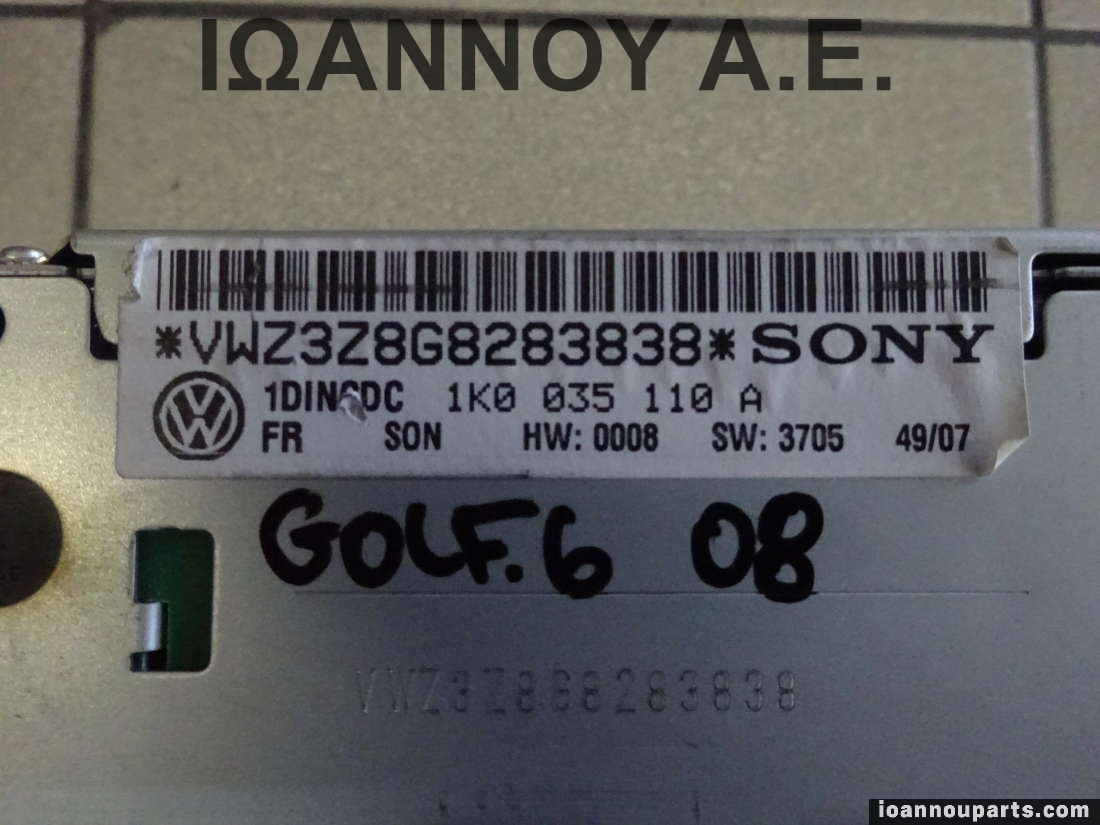 ΙΩΑΝΝΟΥ Α.Ε.
*VWZ3Z8G8283838* SONY
1DIN6DC 1K0 035 110 A
FR SON HW: 0008 SW: 3705 49/07
GOLF.6 08
VWZ3Z8G8283838
ioannouparts.com